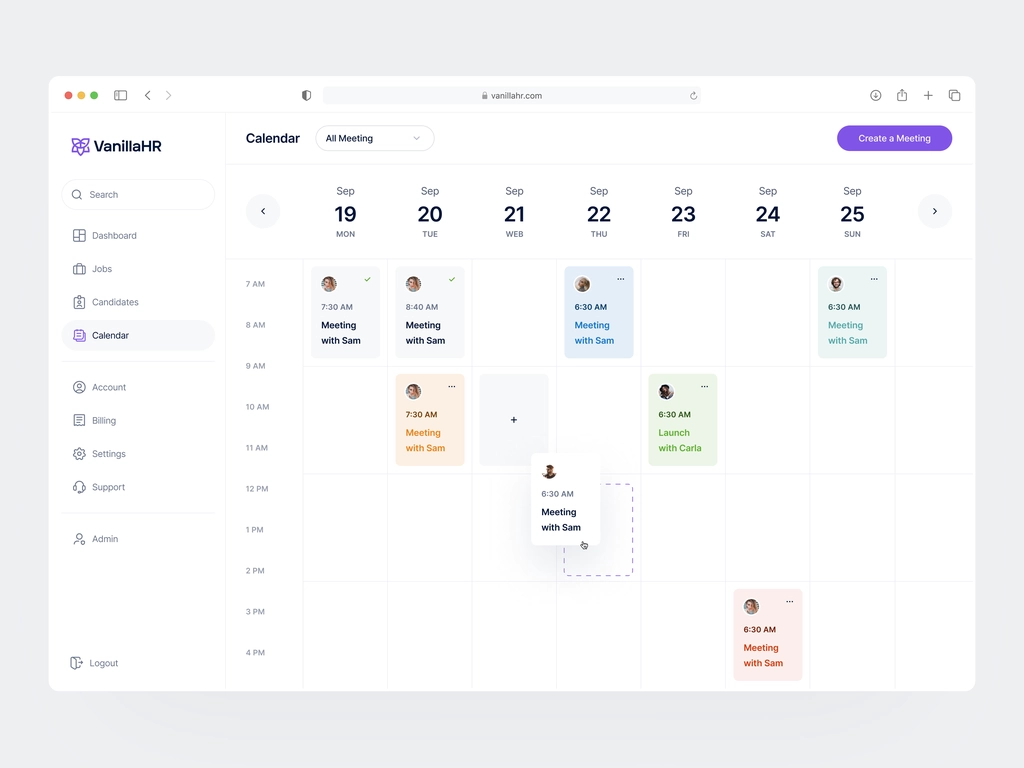 vanillahr.com
VanillaHR
Search
Dashboard
Jobs
Candidates
Calendar
Account
Billing
Settings
Support
Admin
Logout
Calendar
All Meeting
Create a Meeting
Sep
19
MON
Sep
20
TUE
Sep
21
WEB
Sep
22
THU
Sep
23
FRI
Sep
24
SAT
Sep
25
SUN
7 AM
8 AM
9 AM
10 AM
11 AM
12 PM
1 PM
2 PM
3 PM
4 PM
7:30 AM
Meeting
with Sam
8:40 AM
Meeting
with Sam
6:30 AM
Meeting
with Sam
6:30 AM
Meeting
with Sam
7:30 AM
Meeting
with Sam
+
6:30 AM
Launch
with Carla
6:30 AM
Meeting
with Sam
6:30 AM
Meeting
with Sam